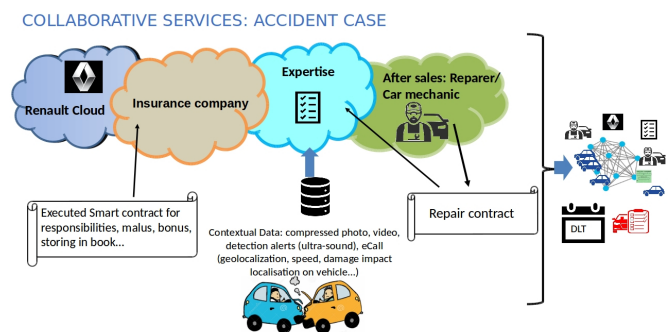 COLLABORATIVE SERVICES: ACCIDENT CASE
Renault Cloud
Insurance company
Expertise
After sales: Reparer/
Car mechanic
Executed Smart contract for
responsibilities, malus, bonus,
storing in book...
Contextual Data: compressed photo, video,
detection alerts (ultra-sound), eCall
(geolocalization, speed, damage impact
localisation on vehicle...)
Repair contract
DLT